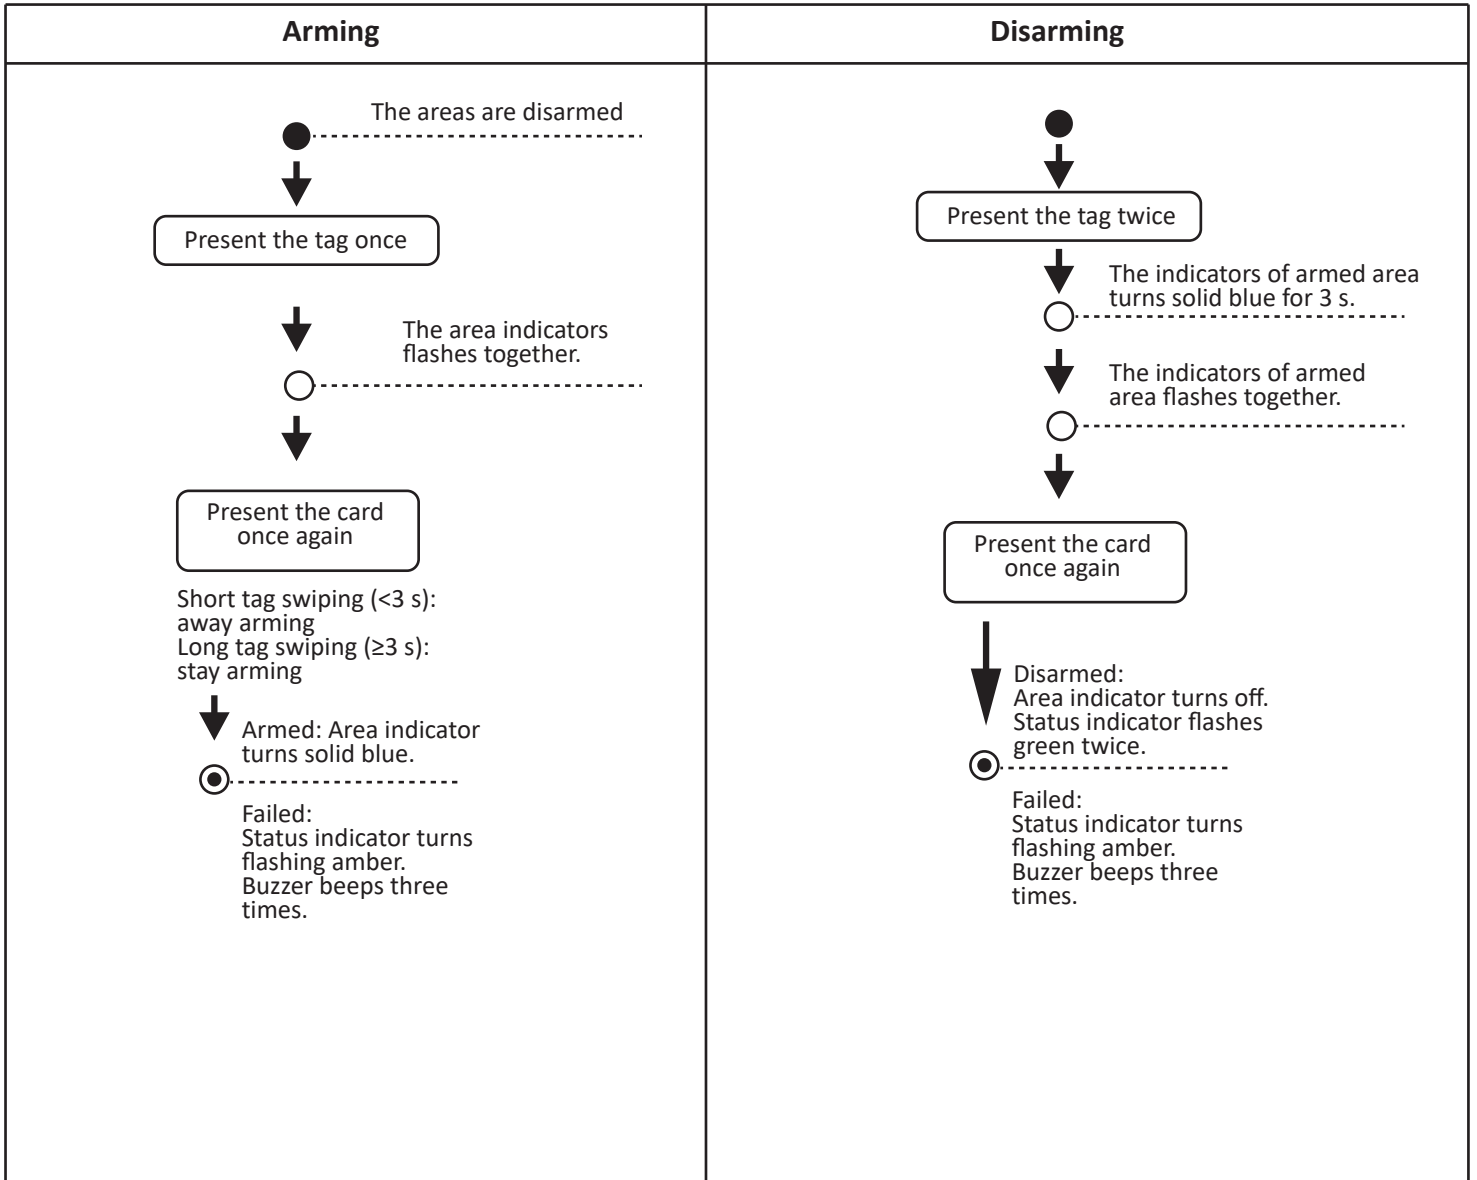 Arming
The areas are disarmed
Present the tag once
The area indicators
flashes together.
Present the card
once again
Short tag swiping (<3 s):
away arming
Long tag swiping (≥3 s):
stay arming
Armed: Area indicator
turns solid blue.
Failed:
Status indicator turns
flashing amber.
Buzzer beeps three
times.
Disarming
Present the tag twice
The indicators of armed area
turns solid blue for 3 s.
The indicators of armed
area flashes together.
Present the card
once again
Disarmed:
Area indicator turns off.
Status indicator flashes
green twice.
Failed:
Status indicator turns
flashing amber.
Buzzer beeps three
times.